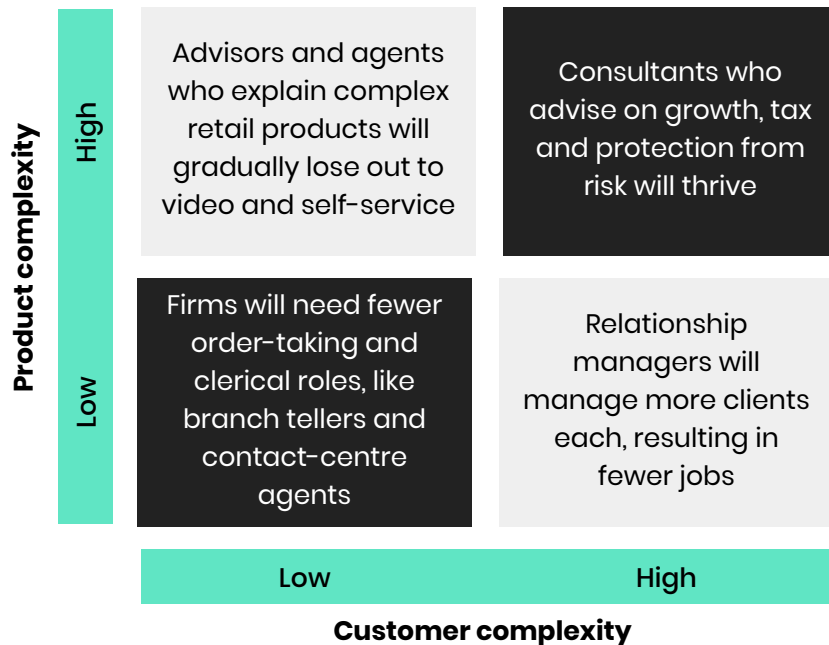 Product complexity
High
Advisors and agents
who explain complex
retail products will
gradually lose out to
video and self-service
Consultants who
advise on growth, tax
and protection from
risk will thrive
Low
Firms will need fewer
order-taking and
clerical roles, like
branch tellers and
contact-centre
agents
Relationship
managers will
manage more clients
each, resulting in
fewer jobs
Low
High
Customer complexity